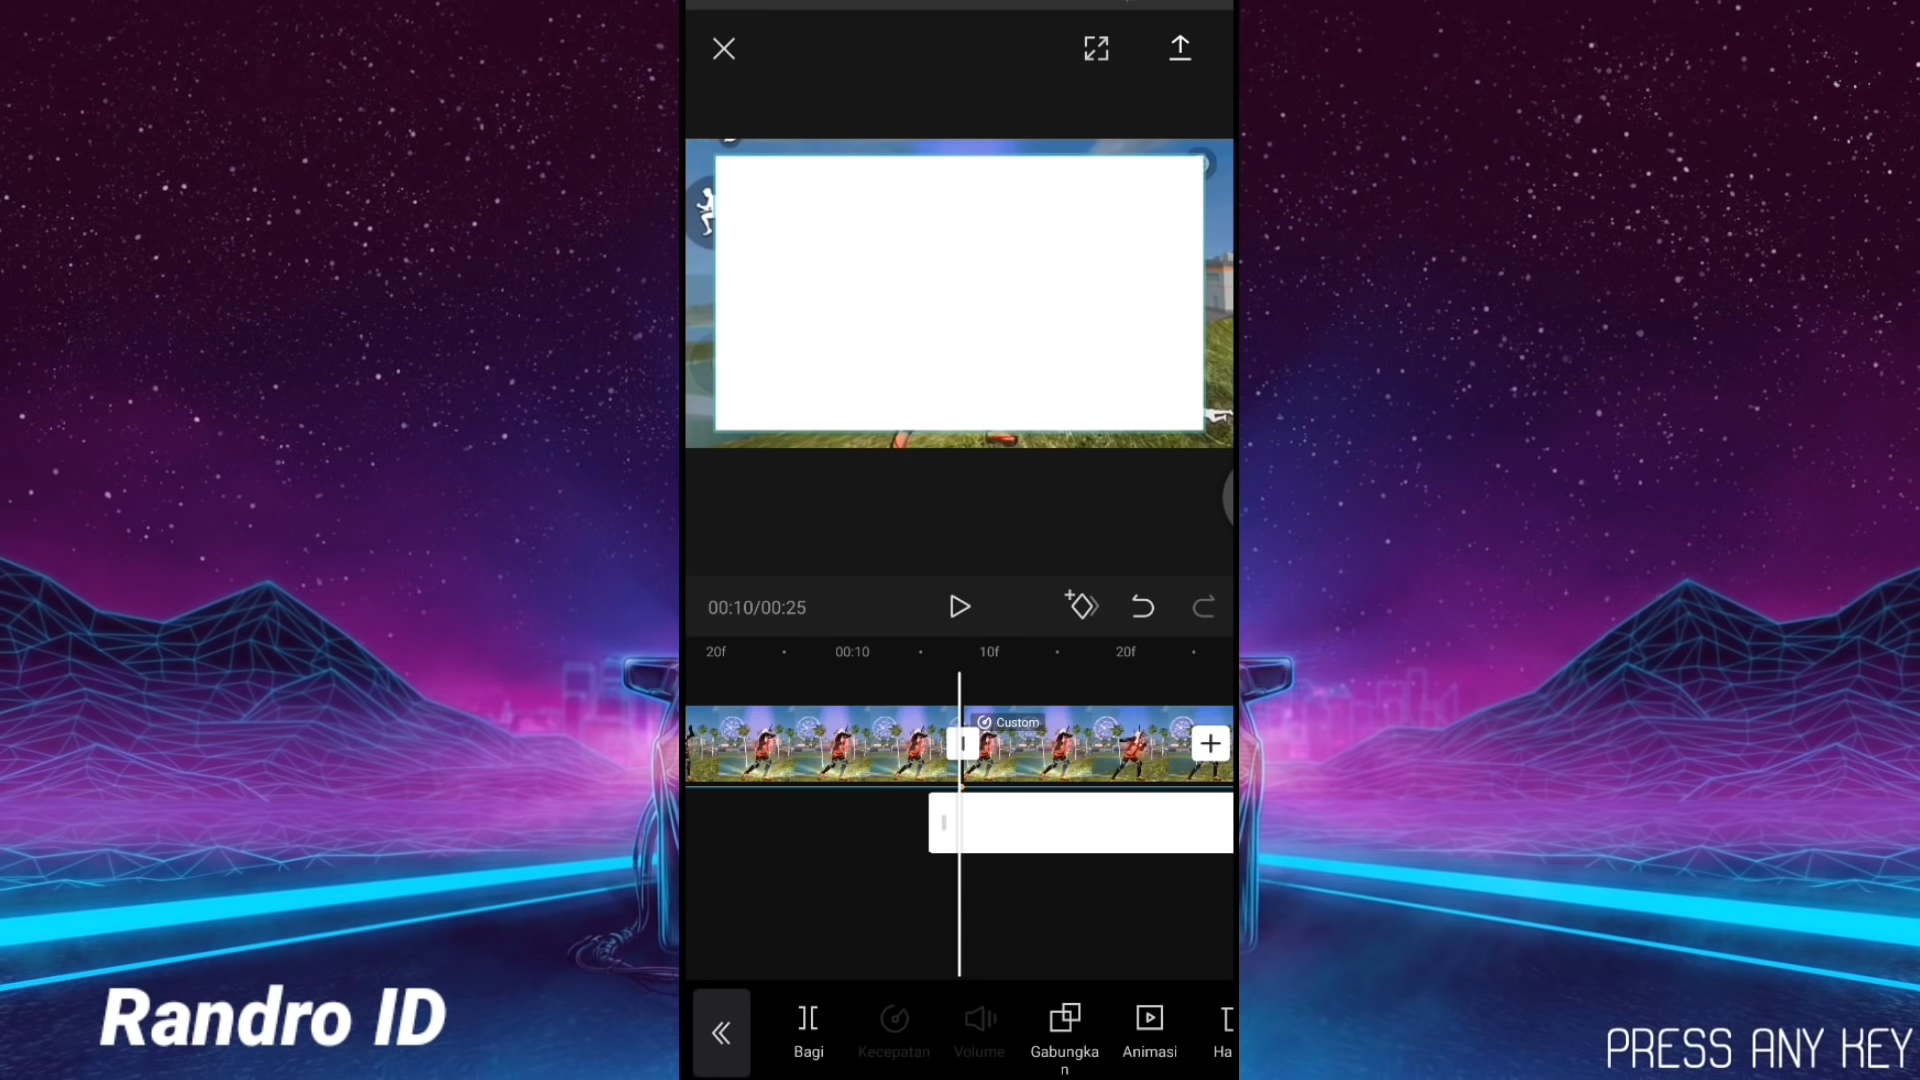 00:10/00:25
20f
00:10
10f
20f
Custom
Bagi
Kecepatan
Volume
Gabungka
n
Animasi
Ha
Randro ID
PRESS ANY KEY